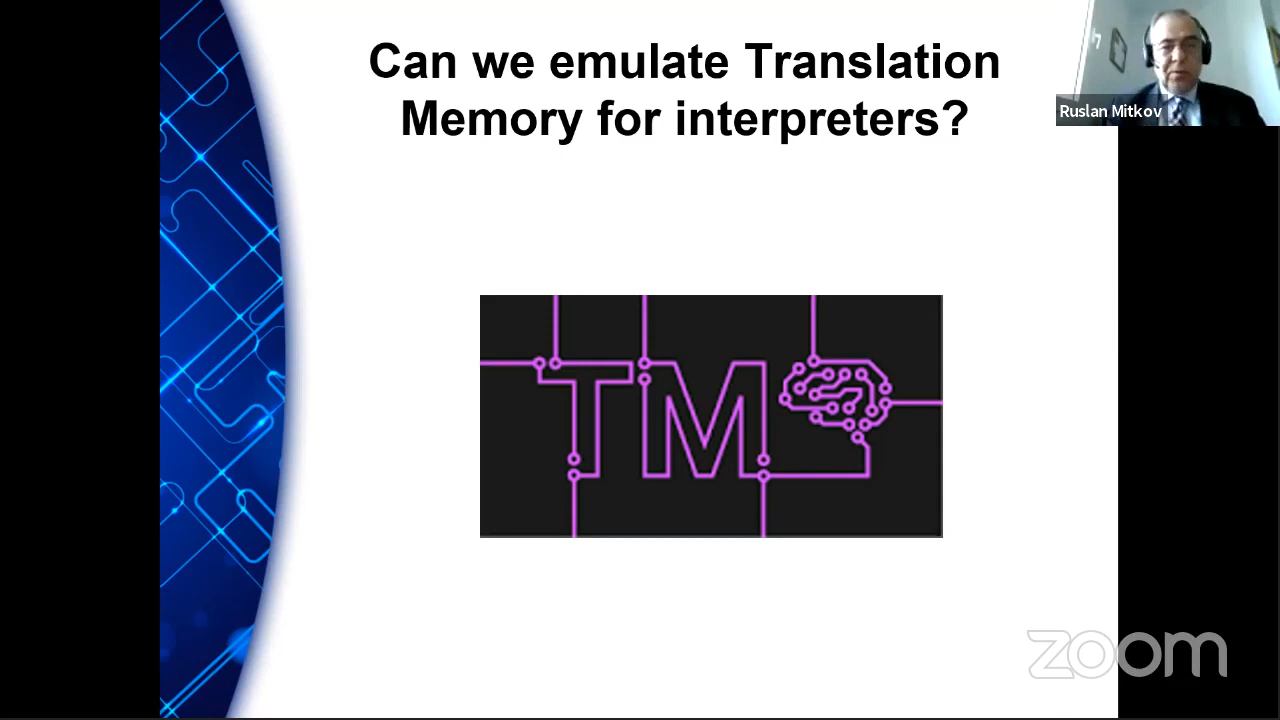 Can we emulate Translation
Memory for interpreters?
Ruslan Mitkov
TM
zoom